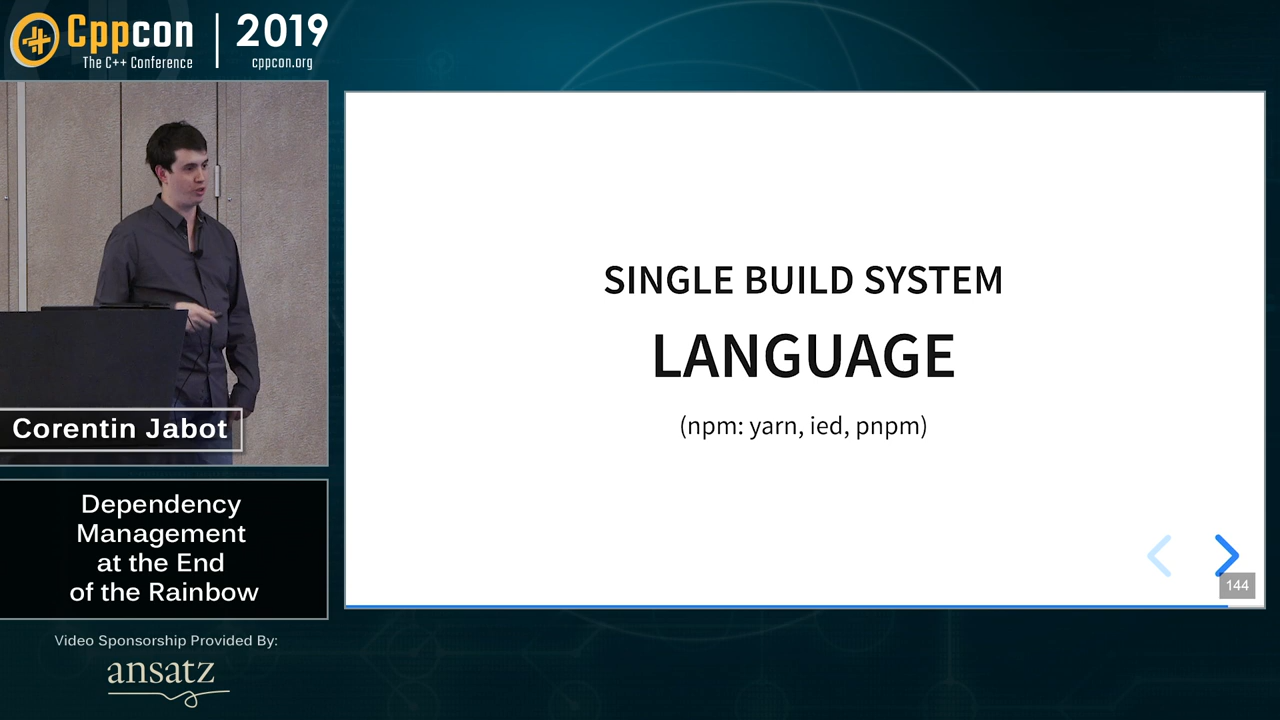 Cppcon
The C++ Conference
2019
cppcon.org
SINGLE BUILD SYSTEM
LANGUAGE
(npm: yarn, ied, pnpm)
144
Corentin Jabot
Dependency
Management
at the End
of the Rainbow
Video Sponsorship Provided By:
ansatz